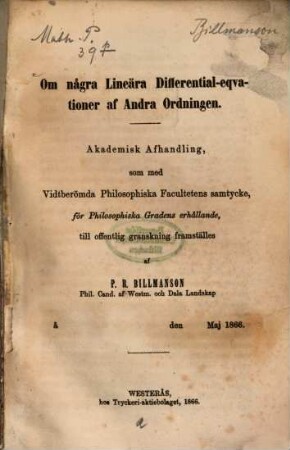 Math. P.
39 p
Billmanson
Om några Lineära Differential-eqva-
tioner af Andra Ordningen.
Akademisk Afhandling,
som med
Vidtberömda Philosophiska Facultetens samtycke,
för Philosophiska Gradens erhållande,
till offentlig granskning framställes
af
P. R. BILLMANSON
Phil. Cand. af Westm. och Dala Landskap
å den Maj 1866.
WESTERÅS,
hos Tryckeri-aktiebolaget, 1866.